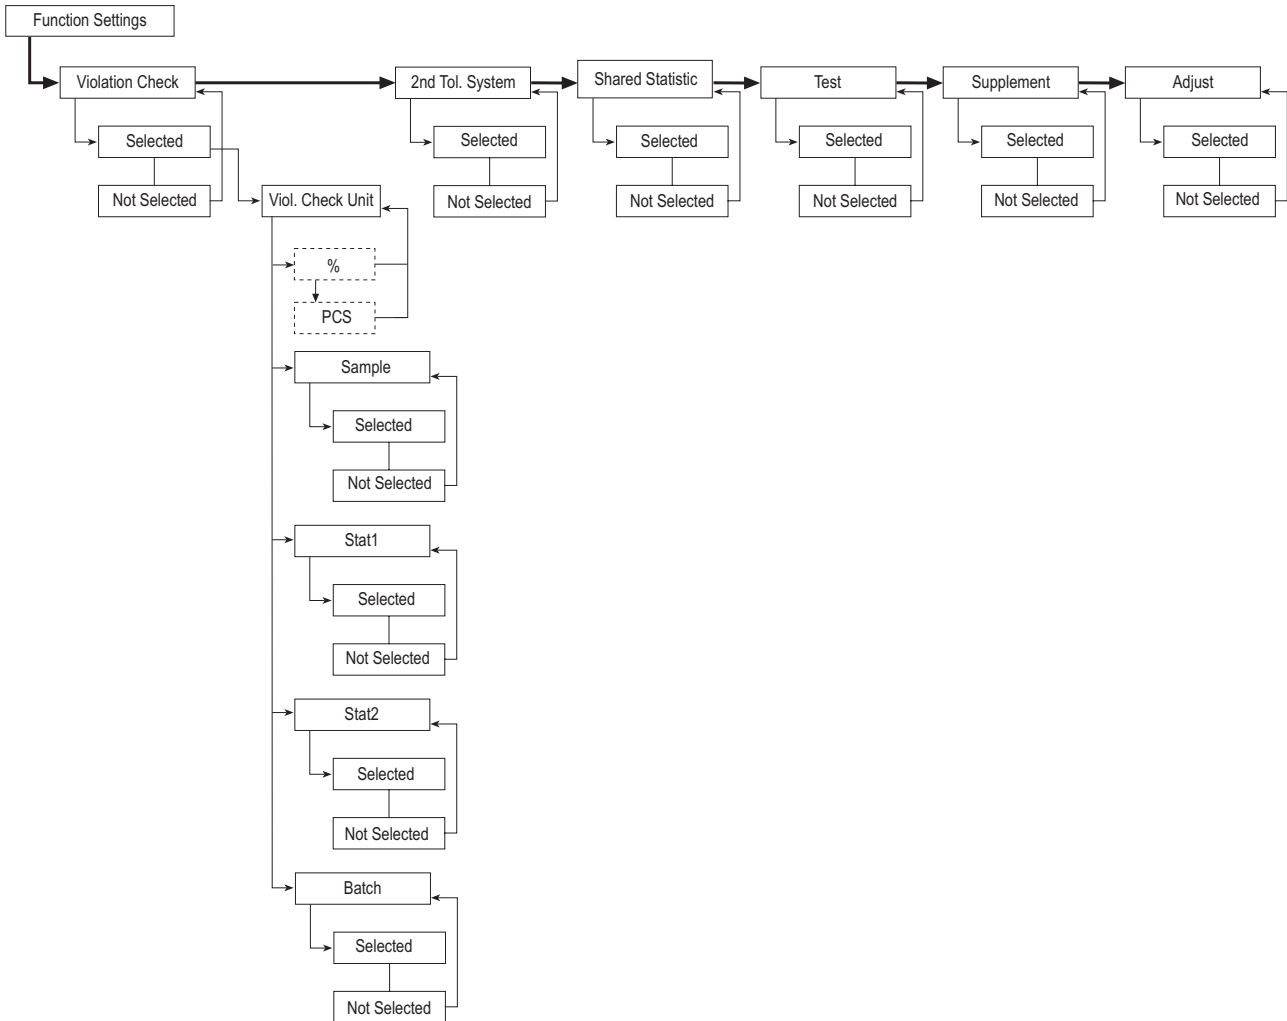 Function Settings
Violation Check
2nd Tol. System
Shared Statistic
Test
Supplement
Adjust
Selected
Selected
Selected
Selected
Selected
Selected
Not Selected
Not Selected
Not Selected
Not Selected
Not Selected
Not Selected
Viol. Check Unit
%
PCS
Sample
Selected
Not Selected
Stat1
Selected
Not Selected
Stat2
Selected
Not Selected
Batch
Selected
Not Selected